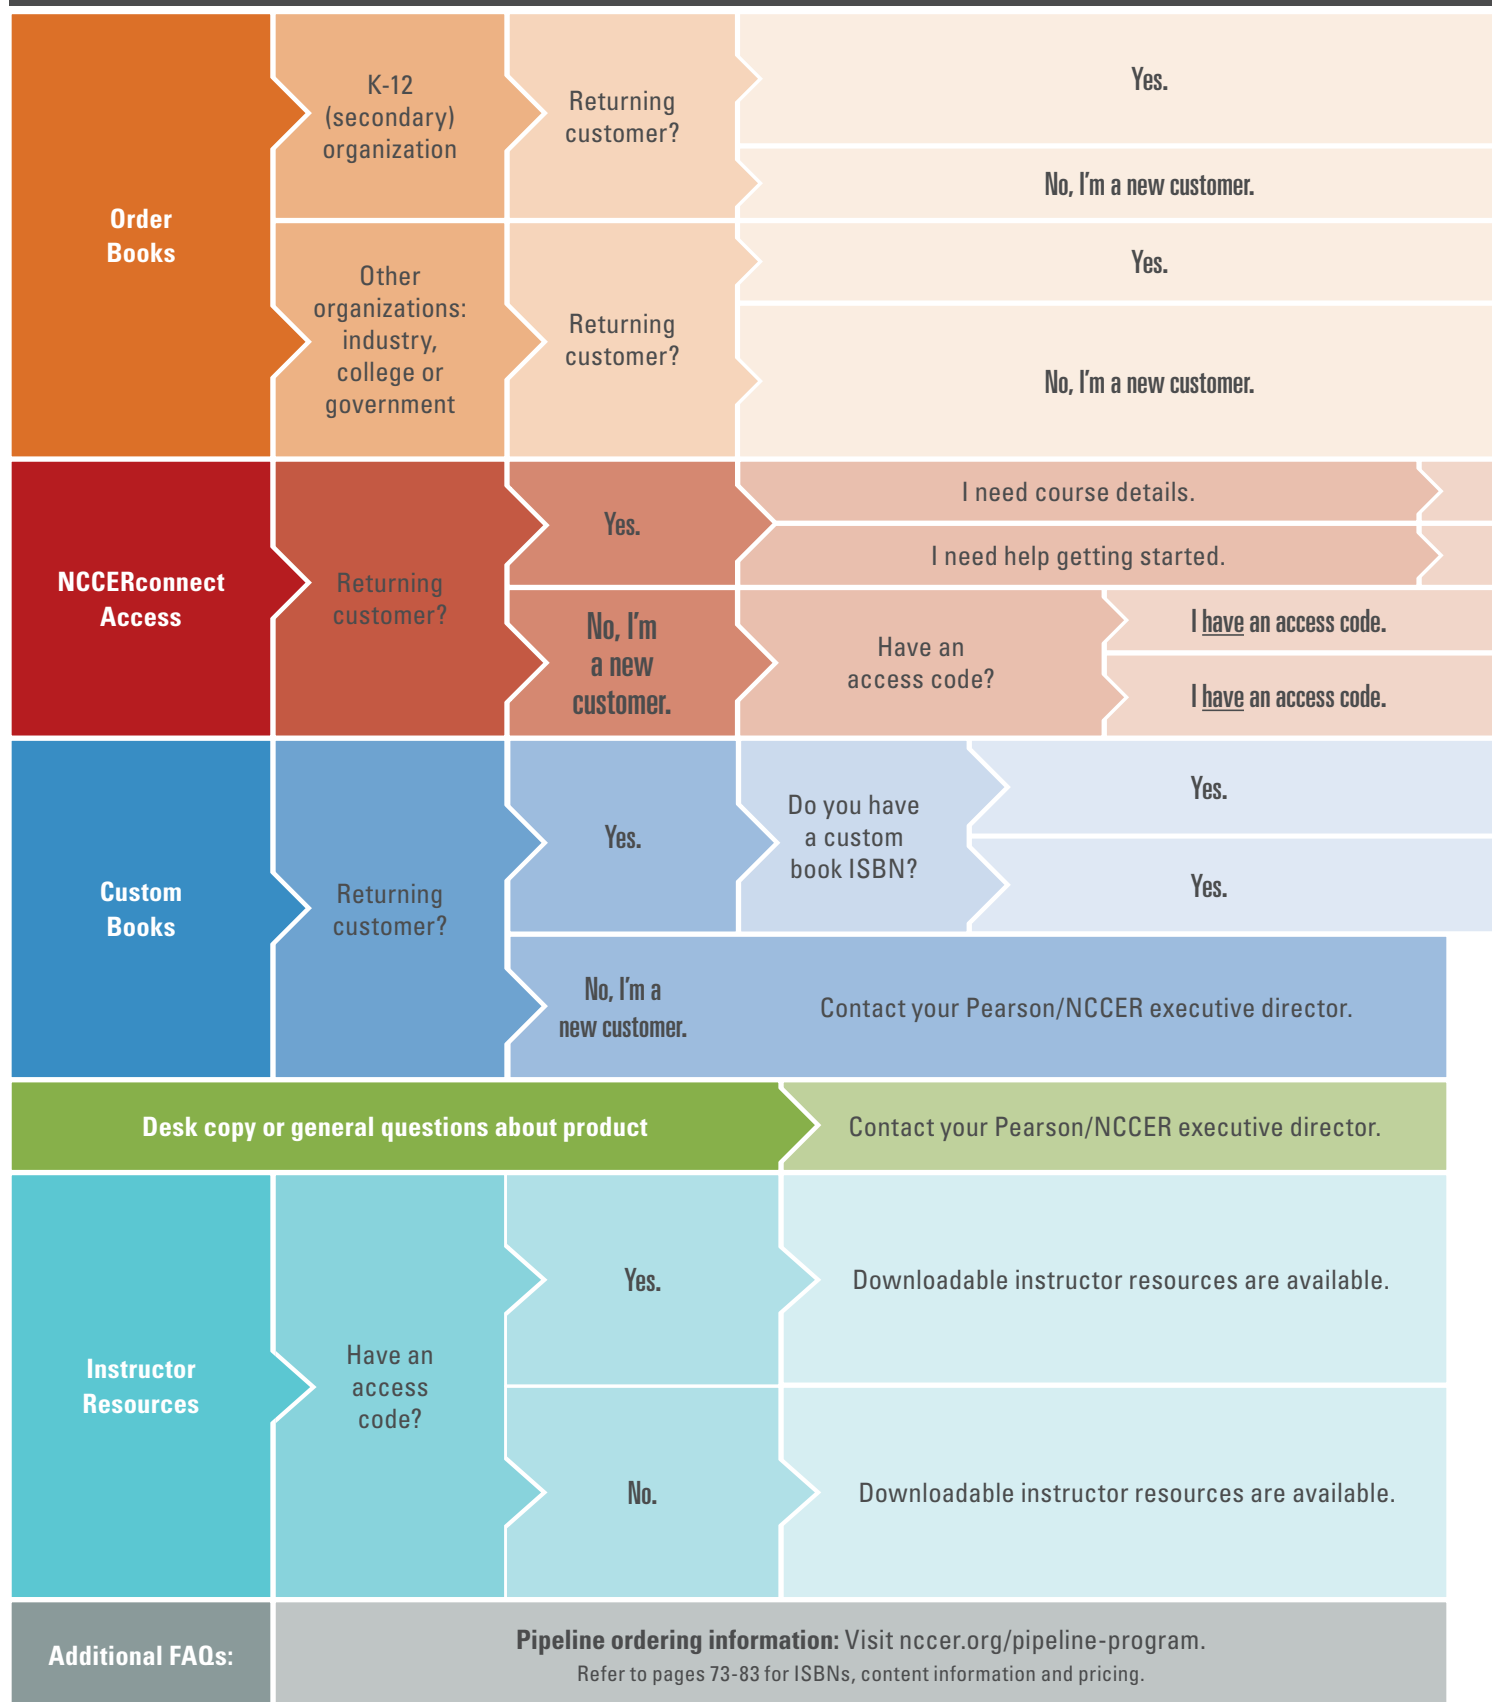 Order
Books
K-12
(secondary)
organization
Returning
customer?
Yes.
No, I'm a new customer.
Other
organizations:
industry,
college or
government
Returning
customer?
Yes.
No, I'm a new customer.
NCCERconnect
Access
Returning
customer?
Yes.
I need course details.
I need help getting started.
No, I'm
a new
customer.
Have an
access code?
I have an access code.
I have an access code.
Custom
Books
Returning
customer?
Yes.
Do you have
a custom
book ISBN?
Yes.
Yes.
No, I'm a
new customer.
Contact your Pearson/NCCER executive director.
Desk copy or general questions about product
Contact your Pearson/NCCER executive director.
Instructor
Resources
Have an
access
code?
Yes.
Downloadable instructor resources are available.
No.
Downloadable instructor resources are available.
Additional FAQs:
Pipeline ordering information: Visit nccer.org/pipeline-program.
Refer to pages 73-83 for ISBNs, content information and pricing.